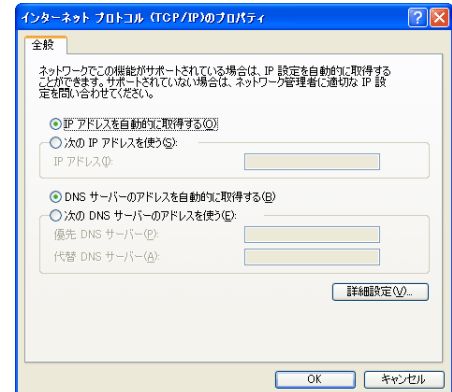 インターネット プロトコル (TCP/IP)のプロパティ
全般
ネットワークでこの機能がサポートされている場合は、IP 設定を自動的に取得する
ことができます。サポートされていない場合は、ネットワーク管理者に適切な IP 設
定を問い合わせてください。
IP アドレスを自動的に取得する(O)
次の IP アドレスを使う(S):
IP アドレス(I):
DNS サーバーのアドレスを自動的に取得する(B)
次の DNS サーバーのアドレスを使う(E):
優先 DNS サーバー(P):
代替 DNS サーバー(A):
詳細設定(V)...
OK
キャンセル